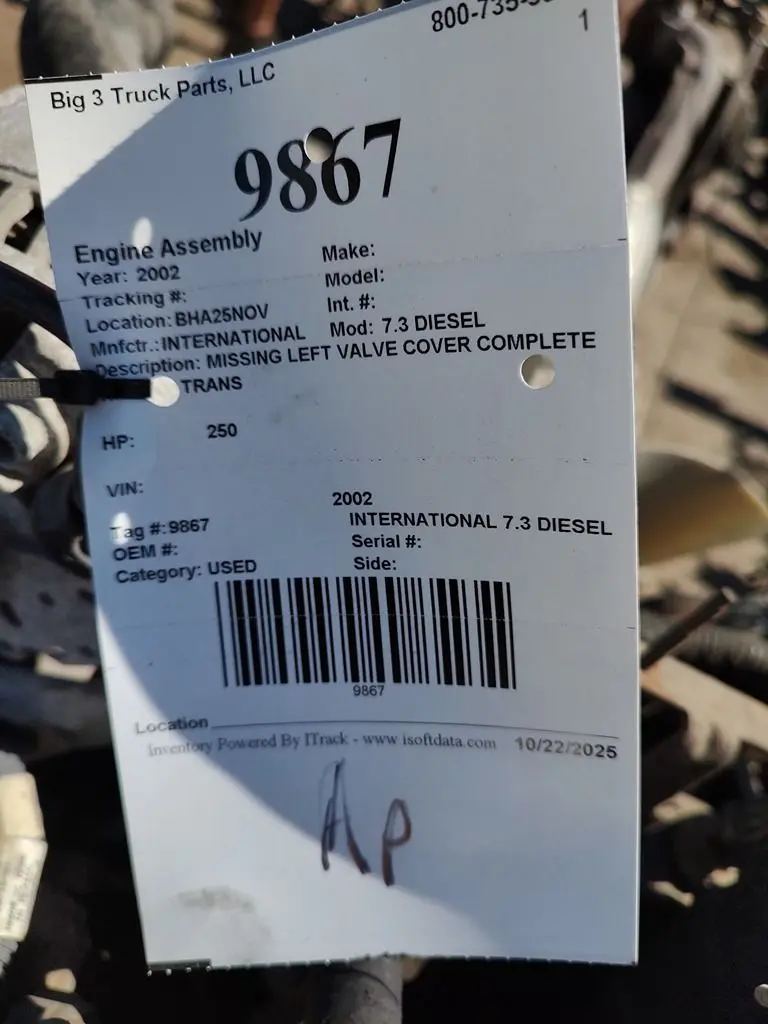 800-735-
1
Big 3 Truck Parts, LLC
9867
Engine Assembly
Make:
Year: 2002
Model:
Tracking #:
Int. #:
Location: BHA25NOV
Mnfctr.: INTERNATIONAL
Mod: 7.3 DIESEL
Description: MISSING LEFT VALVE COVER COMPLETE
TRANS
HP: 250
VIN:
2002
Tag #: 9867
INTERNATIONAL 7.3 DIESEL
OEM #:
Serial #:
Category: USED
Side:
9867
Location
Inventory Powered By ITrack - www.isoftdata.com 10/22/2025
AP